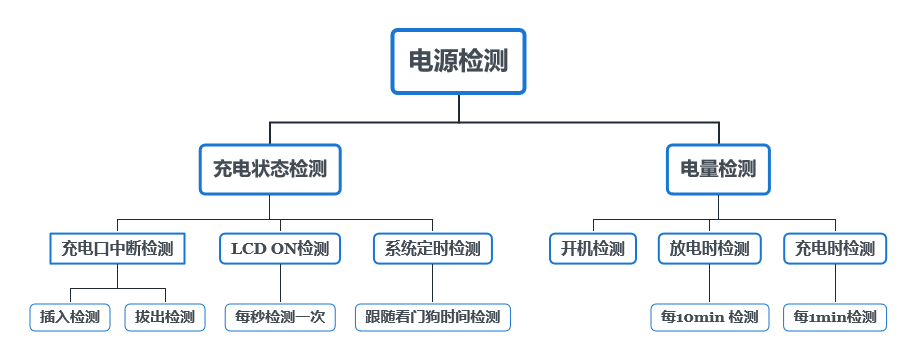 电源检测
充电状态检测
电量检测
充电口中断检测
LCD ON检测
系统定时检测
开机检测
放电时检测
充电时检测
插入检测
拔出检测
每秒检测一次
跟随看门狗时间检测
每10min 检测
每1min检测